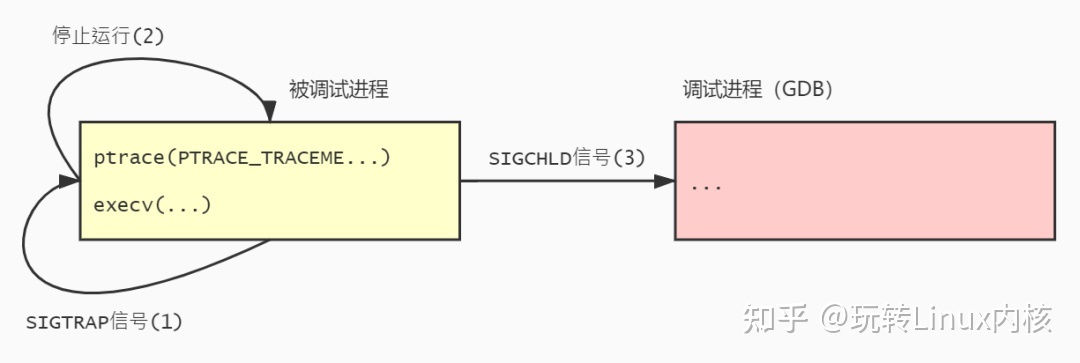 停止运行(2)
被调试进程
调试进程（GDB）
ptrace(PTRACE_TRACEME...)
execv(...)
SIGCHLD信号(3)
...
SIGTRAP信号(1)
知乎 @玩转Linux内核